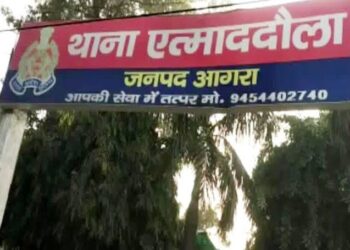 थाना एत्माददौला
जनपद आगरा
आपकी सेवा में तत्पर मो. 9454402740